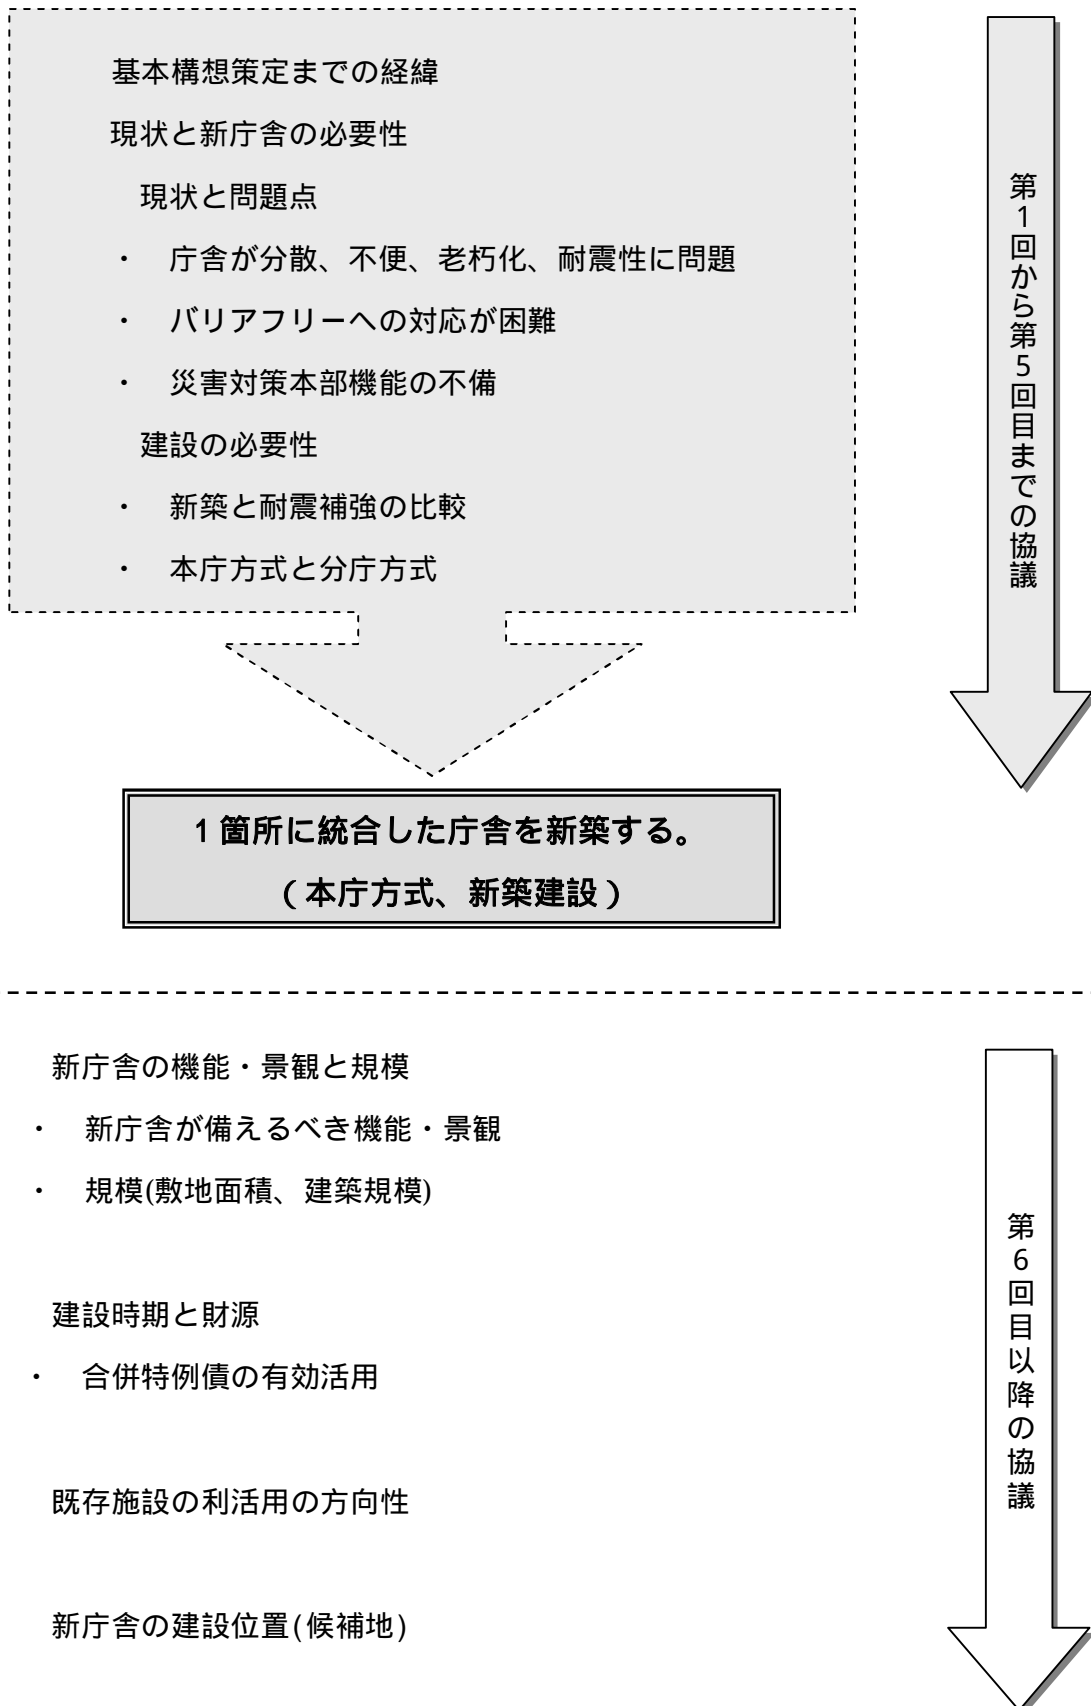 基本構想策定までの経緯
現状と新庁舎の必要性
現状と問題点
・ 庁舎が分散、不便、老朽化、耐震性に問題
・ バリアフリーへの対応が困難
・ 災害対策本部機能の不備
建設の必要性
・ 新築と耐震補強の比較
・ 本庁方式と分庁方式
第1回から第5回目までの協議
1箇所に統合した庁舎を新築する。
(本庁方式、新築建設)
新庁舎の機能・景観と規模
・ 新庁舎が備えるべき機能・景観
・ 規模(敷地面積、建築規模)
建設時期と財源
・ 合併特例債の有効活用
既存施設の利活用の方向性
新庁舎の建設位置(候補地)
第6回目以降の協議